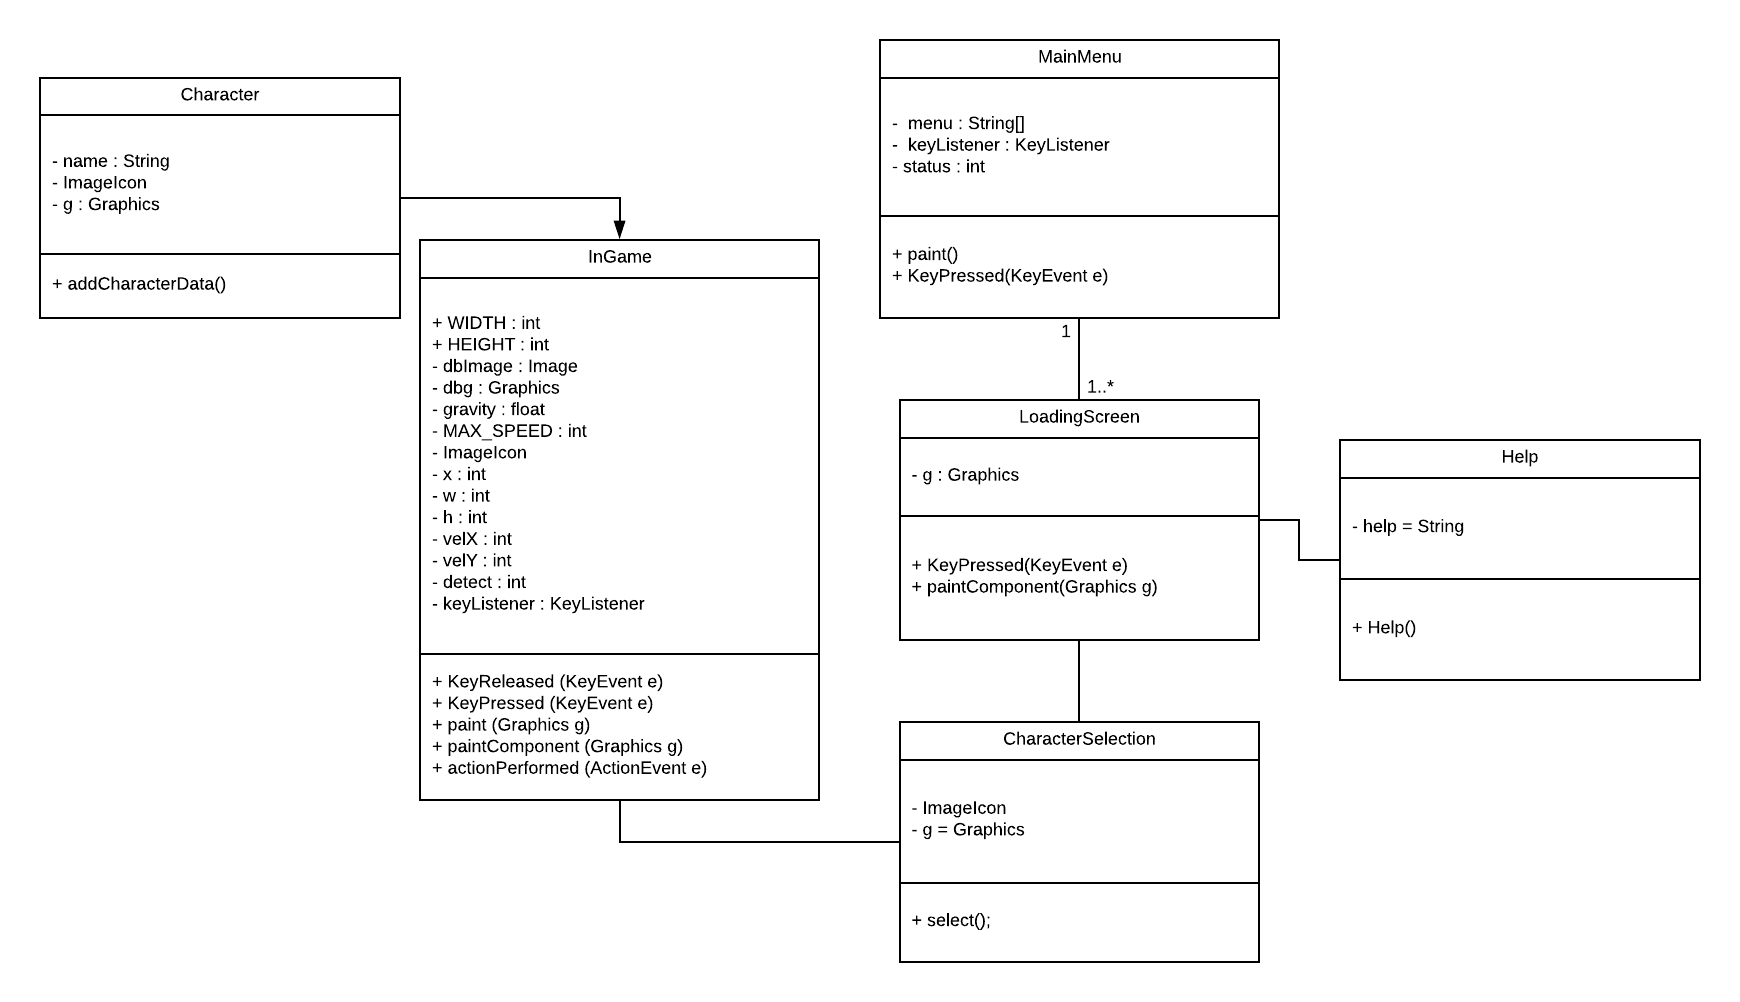 Character
- name : String
- ImageIcon
- g : Graphics
+ addCharacterData()
InGame
+ WIDTH : int
+ HEIGHT : int
- dbImage : Image
- dbg : Graphics
- gravity : float
- MAX_SPEED : int
- ImageIcon
- x : int
- w : int
- h : int
- velX : int
- velY : int
- detect : int
- keyListener : KeyListener
+ KeyReleased (KeyEvent e)
+ KeyPressed (KeyEvent e)
+ paint (Graphics g)
+ paintComponent (Graphics g)
+ actionPerformed (ActionEvent e)
MainMenu
- menu : String[]
- keyListener : KeyListener
- status : int
+ paint()
+ KeyPressed(KeyEvent e)
1
1..*
LoadingScreen
- g : Graphics
+ KeyPressed(KeyEvent e)
+ paintComponent(Graphics g)
Help
- help = String
+ Help()
CharacterSelection
- ImageIcon
- g = Graphics
+ select();